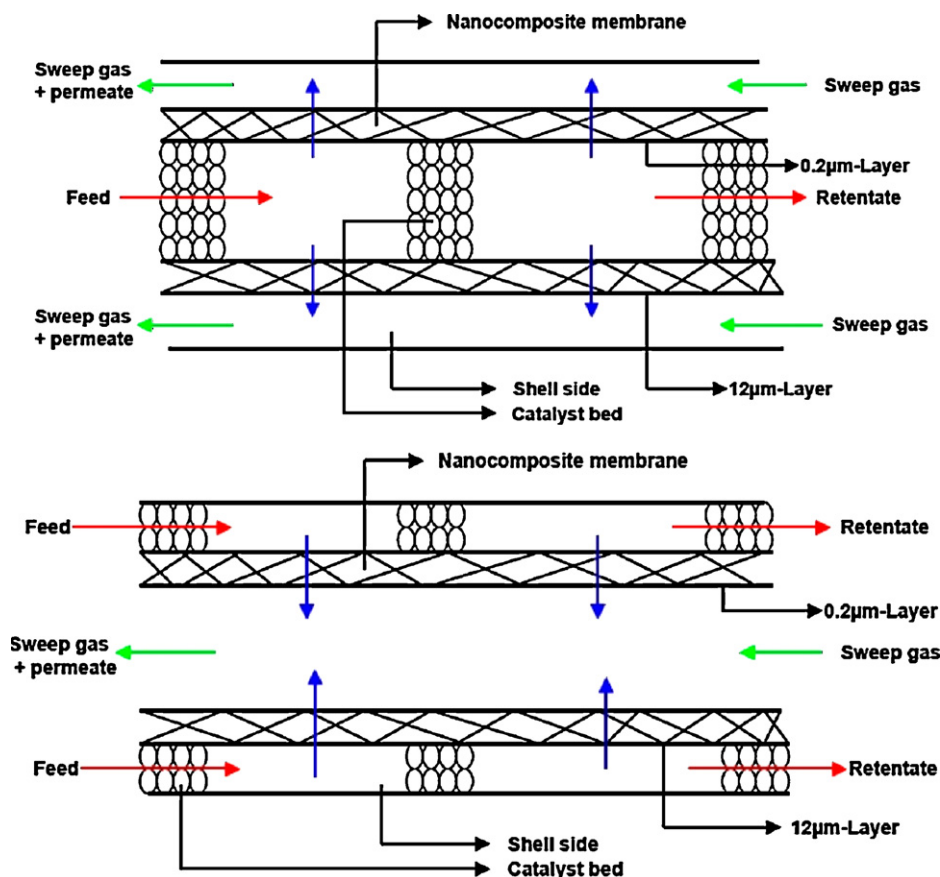 Nanocomposite membrane
Sweep gas
+ permeate
Sweep gas
0.2µm-Layer
Feed
Retentate
Sweep gas
+ permeate
Sweep gas
Shell side
12µm-Layer
Catalyst bed
Nanocomposite membrane
Feed
Retentate
0.2µm-Layer
Sweep gas
+ permeate
Sweep gas
Feed
Retentate
12µm-Layer
Shell side
Catalyst bed